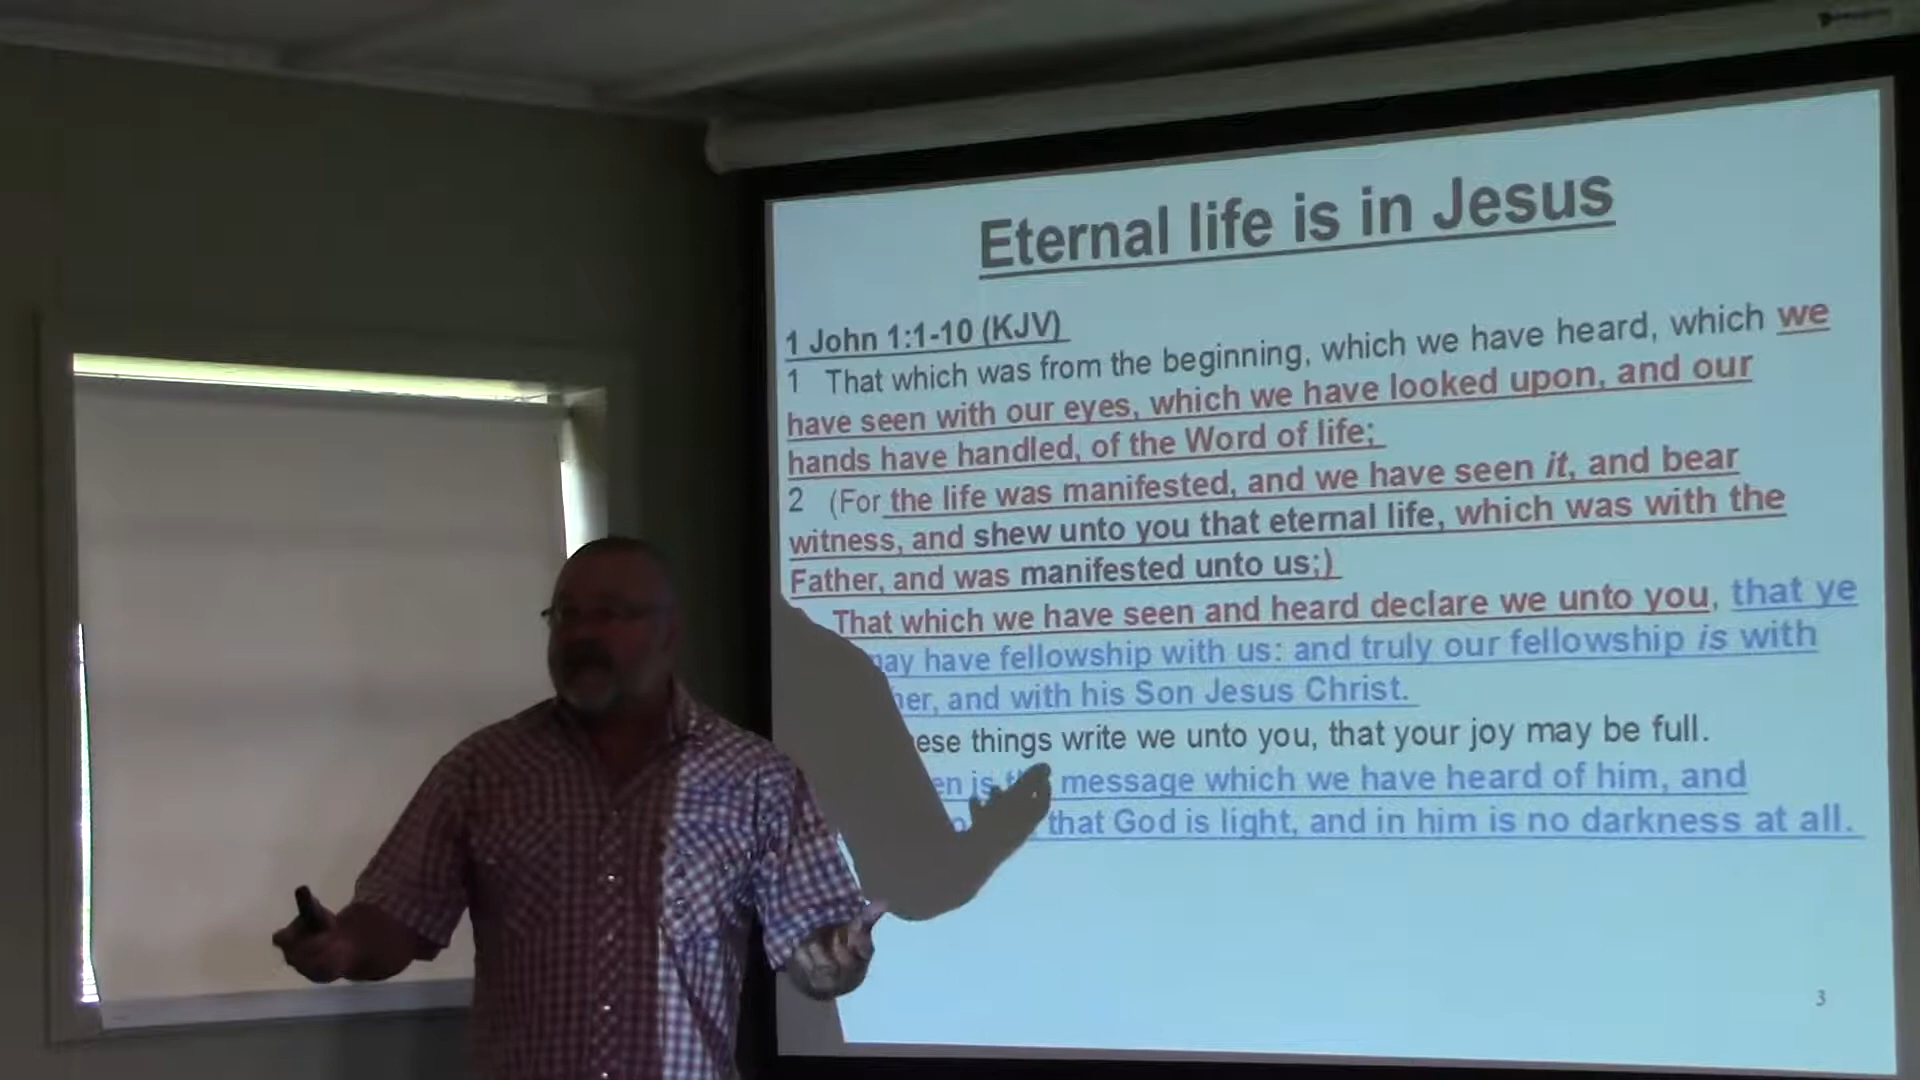 Eternal life is in Jesus
1 John 1:1-10 (KJV)
1 That which was from the beginning, which we have heard, which we
have seen with our eyes, which we have looked upon, and our
hands have handled, of the Word of life;
2 (For the life was manifested, and we have seen it, and bear
witness, and shew unto you that eternal life, which was with the
Father, and was manifested unto us;)
That which we have seen and heard declare we unto you, that ye
ay have fellowship with us: and truly our fellowship is with
her, and with his Son Jesus Christ.
ese things write we unto you, that your joy may be full.
en is message which we have heard of him, and
that God is light, and in him is no darkness at all.
3